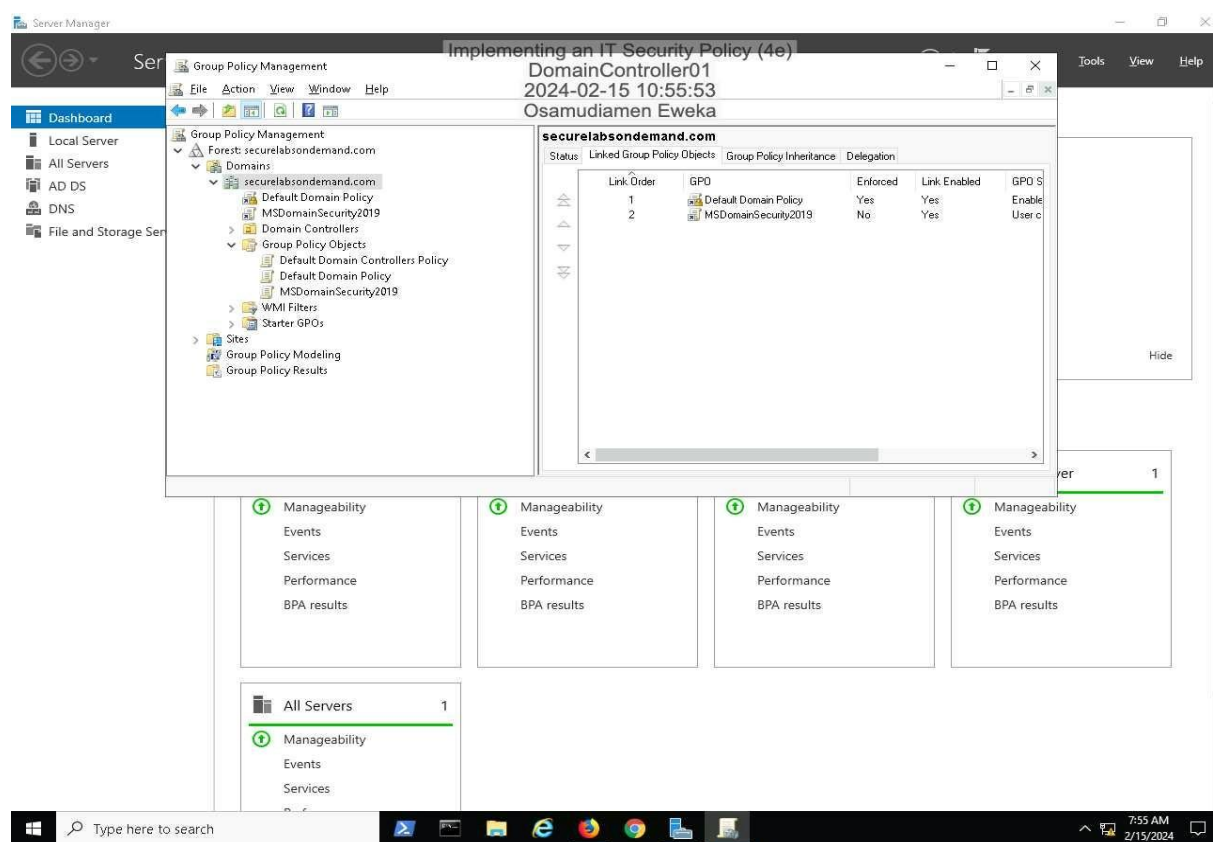 Server Manager
Implementing an IT Security Policy (4e)
DomainController01
2024-02-15 10:55:53
Osamudiamen Eweka
Ser
Tools View Help
Group Policy Management
File Action View Window Help
Dashboard
Local Server
All Servers
AD DS
DNS
File and Storage Ser
Group Policy Management
Forest: securelabsondemand.com
Domains
securelabsondemand.com
Default Domain Policy
MSDomainSecurity2019
Domain Controllers
Group Policy Objects
Default Domain Controllers Policy
Default Domain Policy
MSDomainSecurity2019
WMI Filters
Starter GPOs
Sites
Group Policy Modeling
Group Policy Results
securelabsondemand.com
Status Linked Group Policy Objects Group Policy Inheritance Delegation
Link Order GPO Enforced Link Enabled GPO S
1 Default Domain Policy Yes Yes Enable
2 MSDomainSecurity2019 No Yes User c
Hide
ver 1
Manageability
Events
Services
Performance
BPA results
Manageability
Events
Services
Performance
BPA results
Manageability
Events
Services
Performance
BPA results
Manageability
Events
Services
Performance
BPA results
All Servers 1
Manageability
Events
Services
Type here to search
7:55 AM
2/15/2024